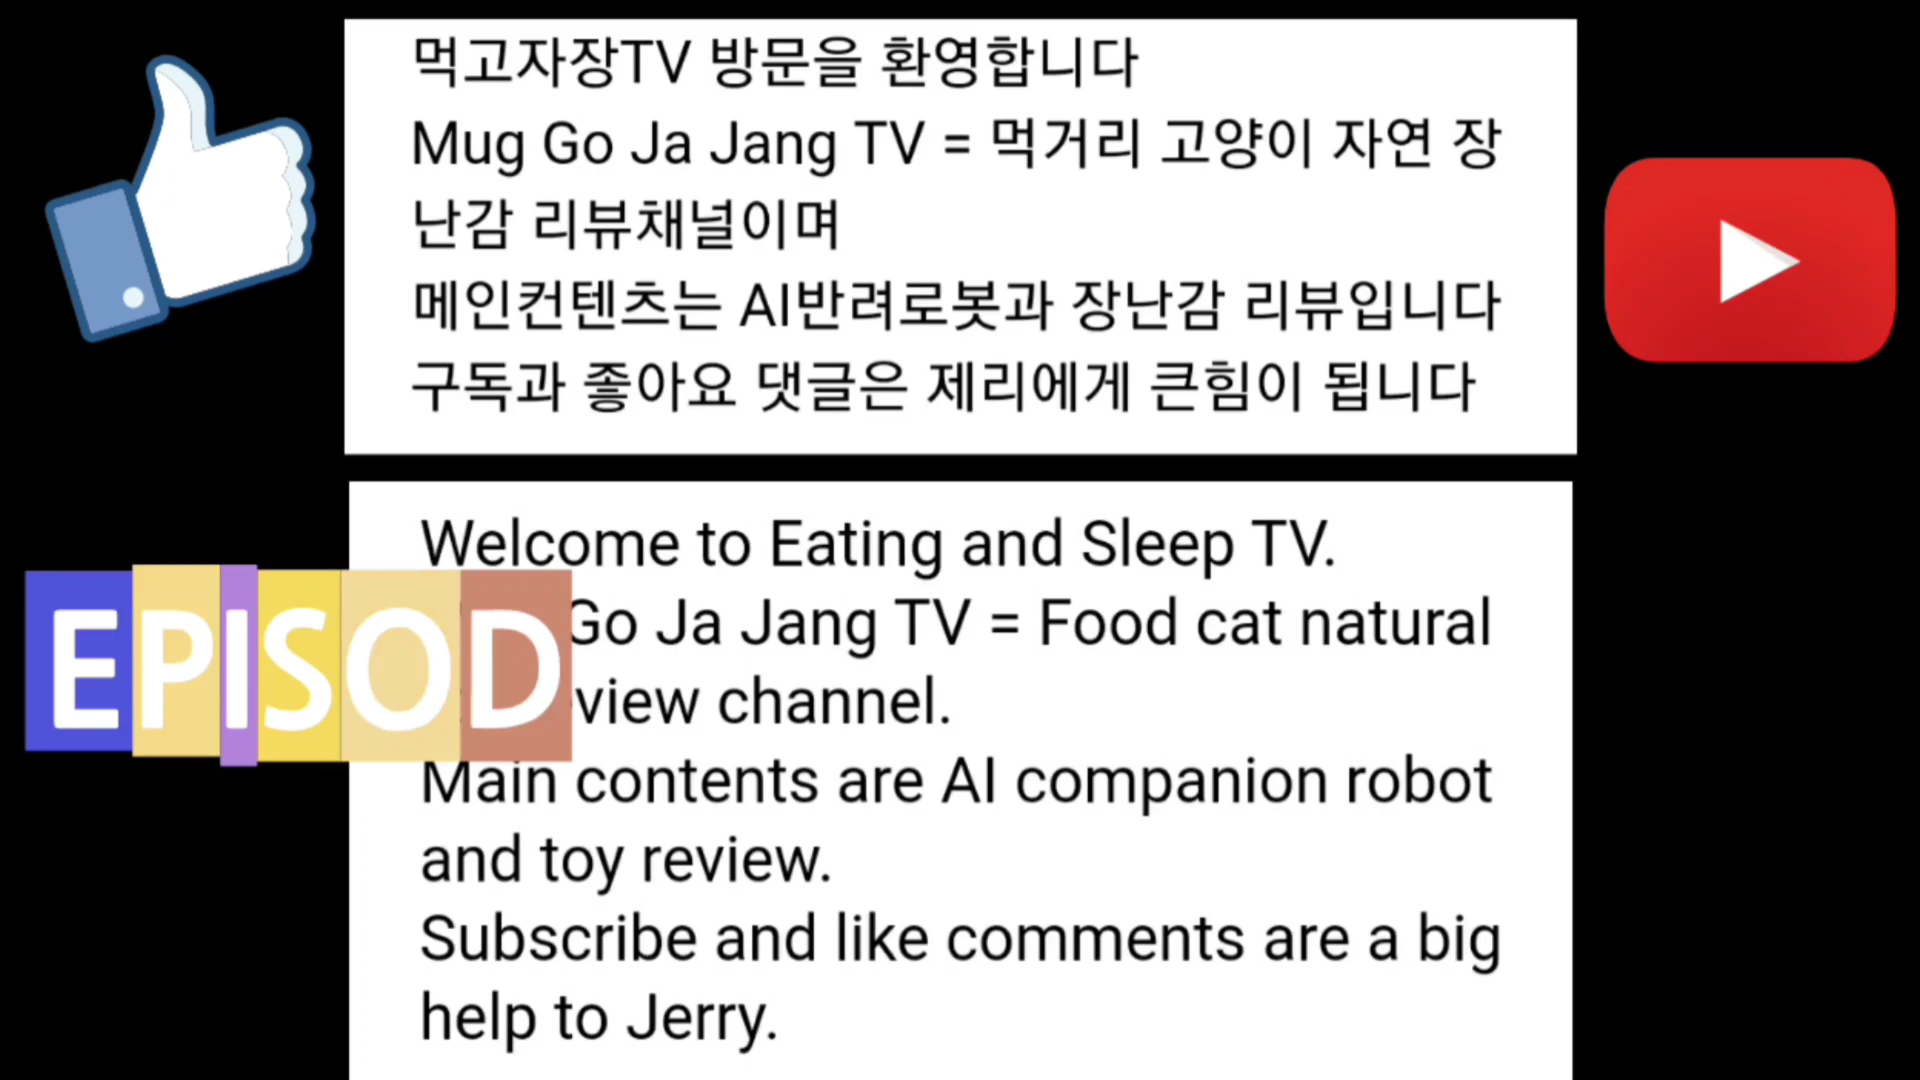 먹고자장TV 방문을 환영합니다
Mug Go Ja Jang TV = 먹거리 고양이 자연 장
난감 리뷰채널이며
메인컨텐츠는 AI반려로봇과 장난감 리뷰입니다
구독과 좋아요 댓글은 제리에게 큰힘이 됩니다
Welcome to Eating and Sleep TV.
Go Ja Jang TV = Food cat natural
view channel.
Main contents are AI companion robot
and toy review.
Subscribe and like comments are a big
help to Jerry.
EPISOD